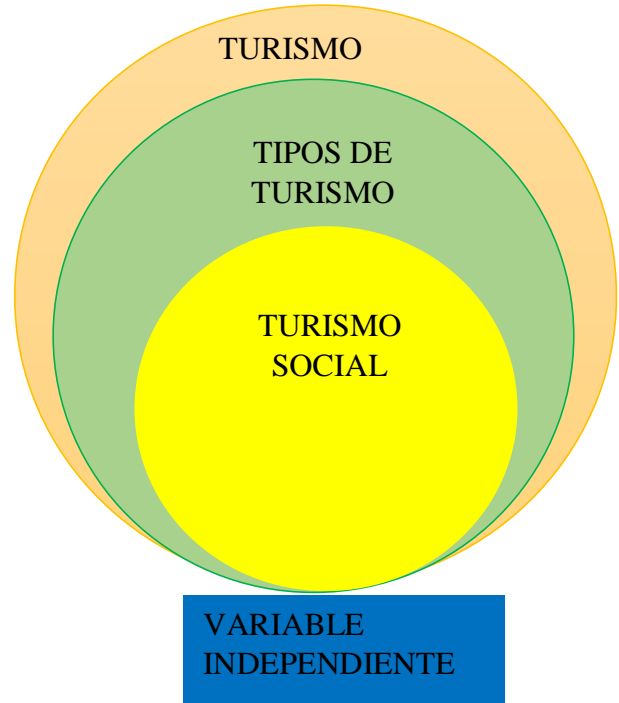 TURISMO
TIPOS DE
TURISMO
TURISMO
SOCIAL
VARIABLE
INDEPENDIENTE